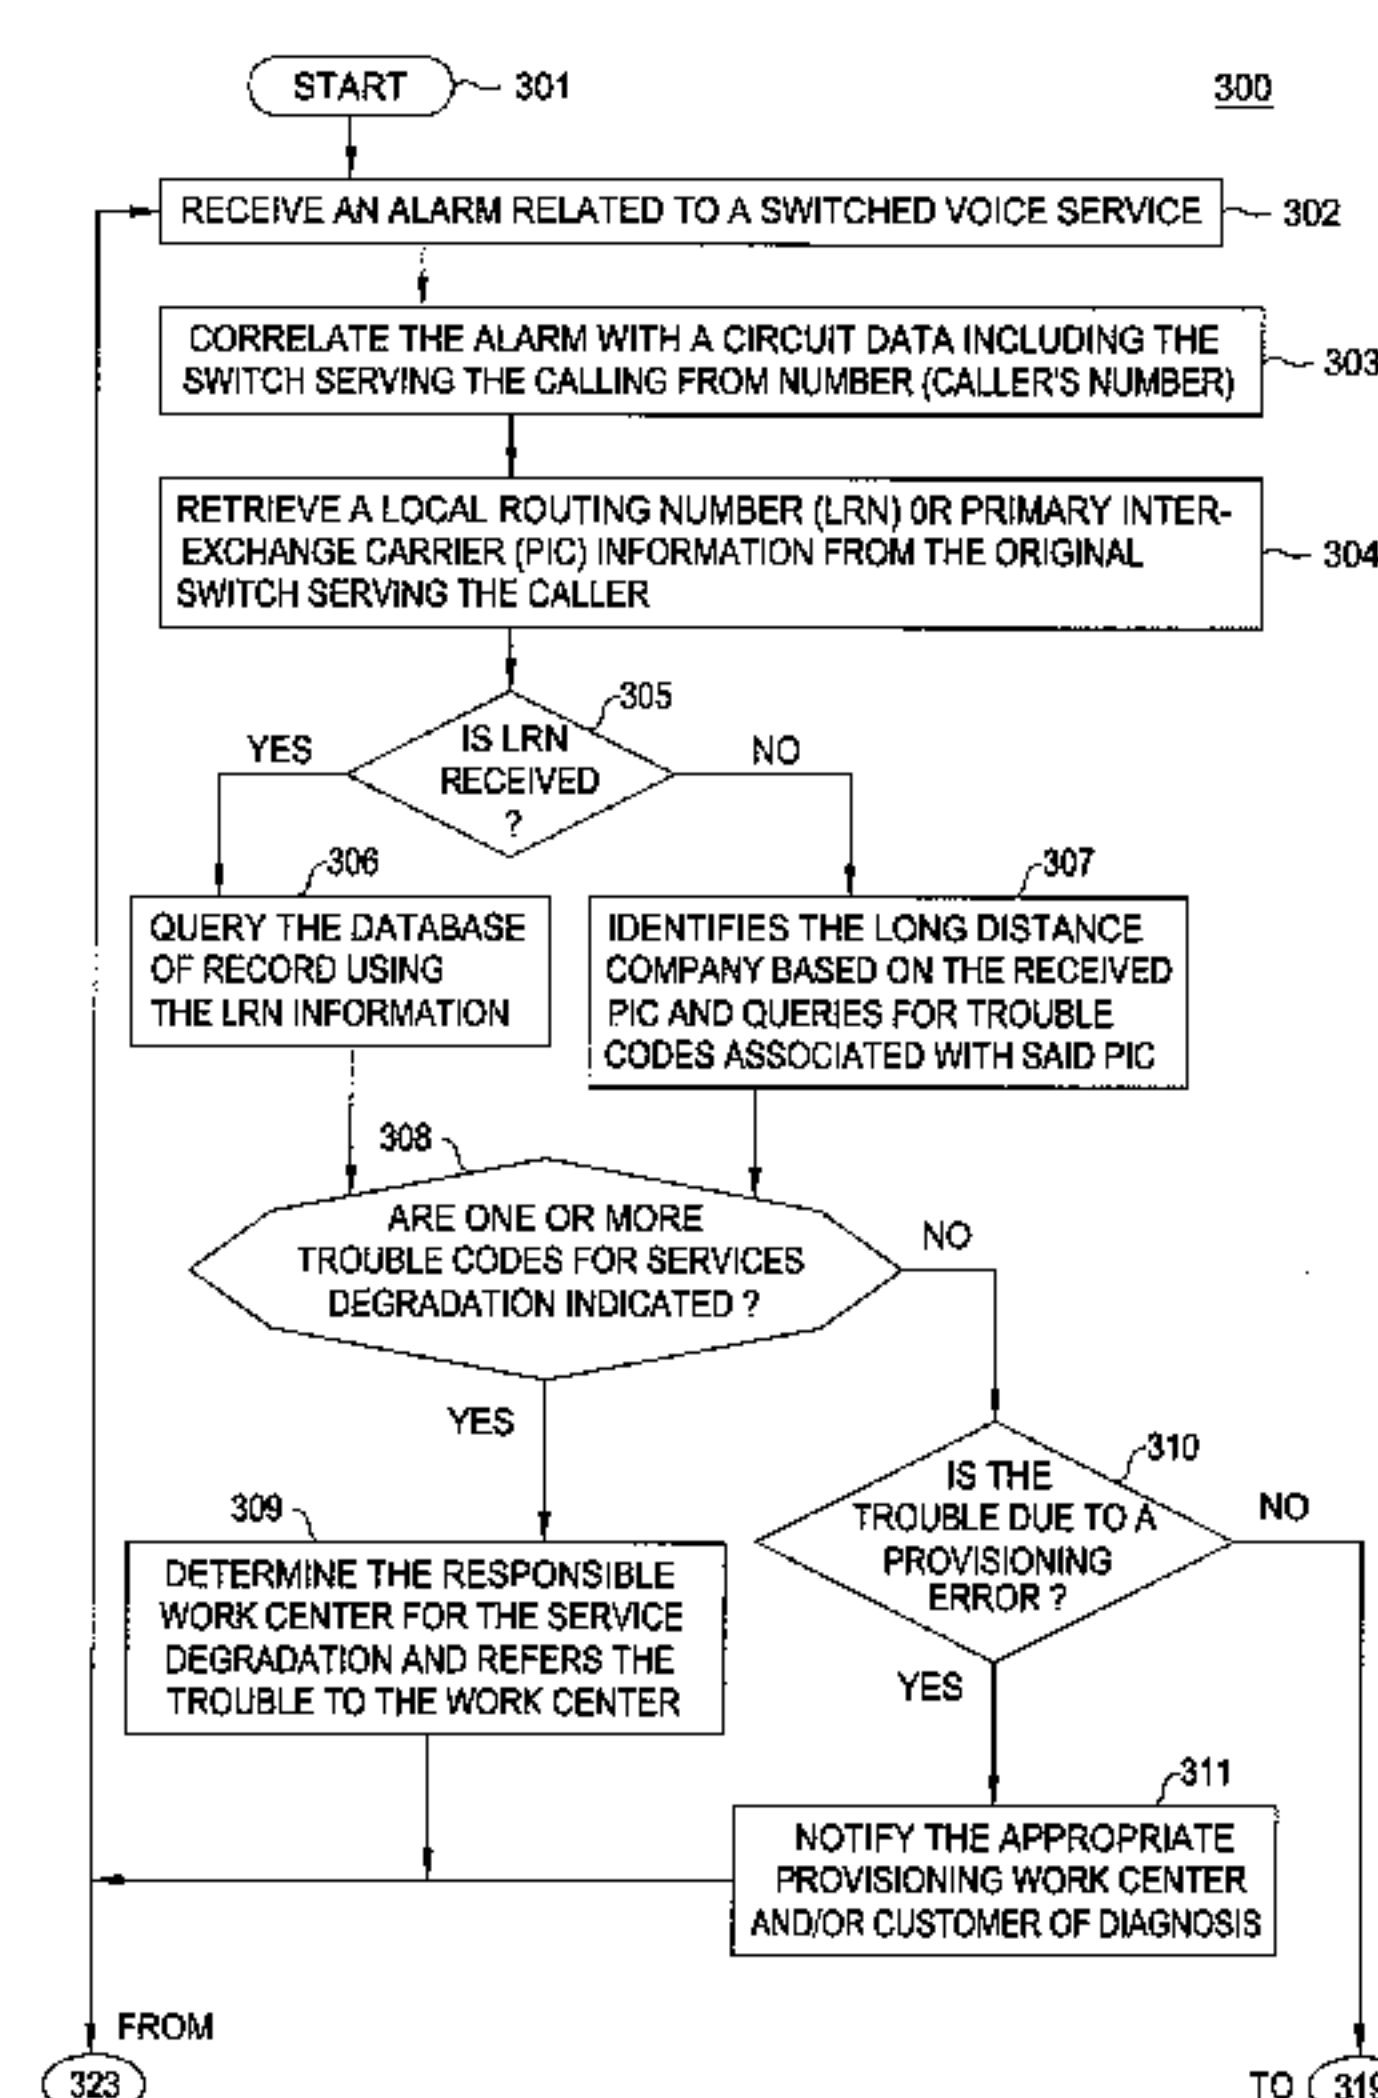 START
301
300
RECEIVE AN ALARM RELATED TO A SWITCHED VOICE SERVICE
302
CORRELATE THE ALARM WITH A CIRCUIT DATA INCLUDING THE
SWITCH SERVING THE CALLING FROM NUMBER (CALLER'S NUMBER)
303
RETRIEVE A LOCAL ROUTING NUMBER (LRN) OR PRIMARY INTER-
EXCHANGE CARRIER (PIC) INFORMATION FROM THE ORIGINAL
SWITCH SERVING THE CALLER
304
305
IS LRN
RECEIVED
?
YES
NO
306
QUERY THE DATABASE
OF RECORD USING
THE LRN INFORMATION
307
IDENTIFIES THE LONG DISTANCE
COMPANY BASED ON THE RECEIVED
PIC AND QUERIES FOR TROUBLE
CODES ASSOCIATED WITH SAID PIC
308
ARE ONE OR MORE
TROUBLE CODES FOR SERVICES
DEGRADATION INDICATED ?
NO
YES
310
IS THE
TROUBLE DUE TO A
PROVISIONING
ERROR ?
NO
YES
309
DETERMINE THE RESPONSIBLE
WORK CENTER FOR THE SERVICE
DEGRADATION AND REFERS THE
TROUBLE TO THE WORK CENTER
311
NOTIFY THE APPROPRIATE
PROVISIONING WORK CENTER
AND/OR CUSTOMER OF DIAGNOSIS
FROM
323
TO
319